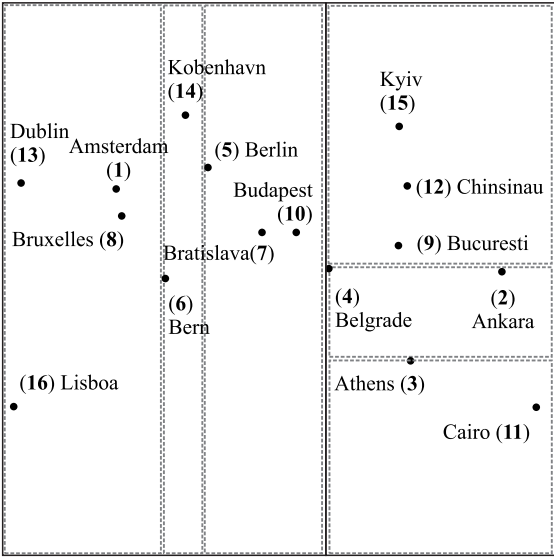 Kobenhavn
(14)
Kyiv
(15)
Dublin
(13)
Amsterdam
(1)
(5) Berlin
Budapest
(10)
(12) Chinsinau
Bruxelles (8)
Bratislava(7)
(9) Bucuresti
(6)
Bern
(4)
Belgrade
(2)
Ankara
(16) Lisboa
Athens (3)
Cairo (11)